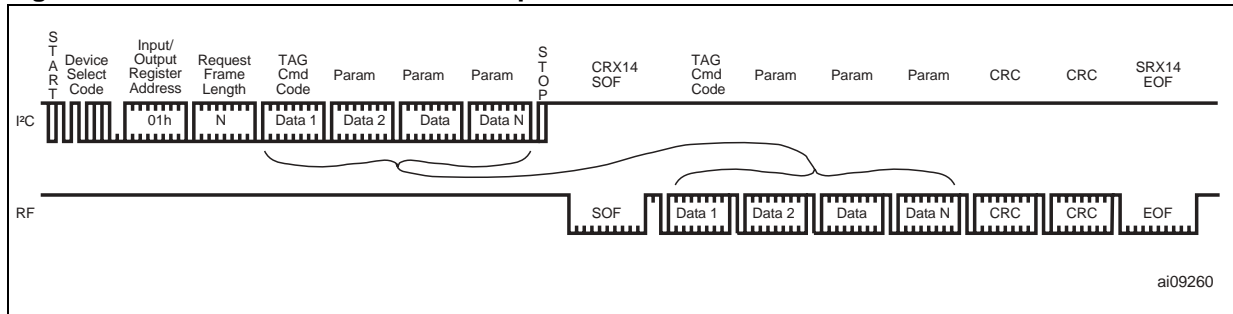 START
Device
Select
Code
Input/
Output
Register
Address
Request
Frame
Length
TAG
Cmd
Code
Param
Param
Param
STOP
CRX14
SOF
TAG
Cmd
Code
Param
Param
Param
CRC
CRC
SRX14
EOF
I²C
01h
N
Data 1
Data 2
Data
Data N
RF
SOF
Data 1
Data 2
Data
Data N
CRC
CRC
EOF
ai09260